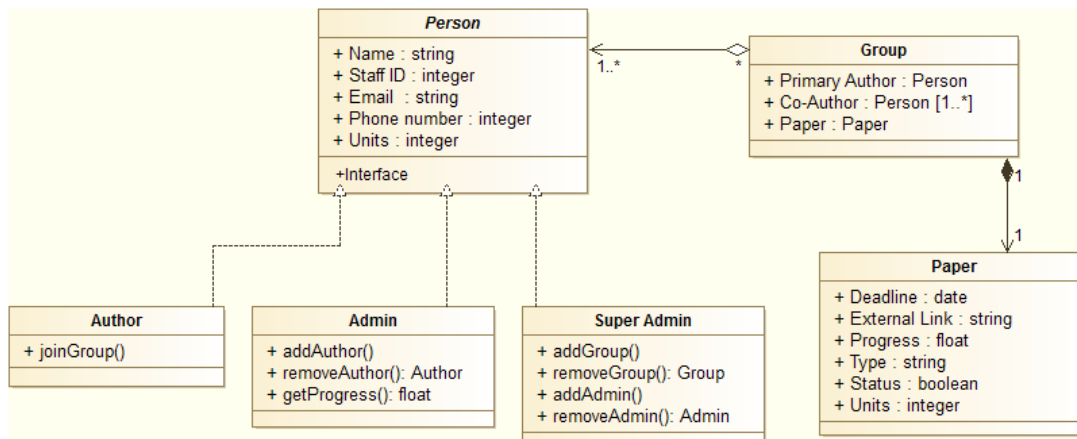 Person
+ Name : string
+ Staff ID : integer
+ Email : string
+ Phone number : integer
+ Units : integer
+Interface
1..*
*
Group
+ Primary Author : Person
+ Co-Author : Person [1..*]
+ Paper : Paper
1
1
Paper
+ Deadline : date
+ External Link : string
+ Progress : float
+ Type : string
+ Status : boolean
+ Units : integer
Author
+ joinGroup()
Admin
+ addAuthor()
+ removeAuthor(): Author
+ getProgress(): float
Super Admin
+ addGroup()
+ removeGroup(): Group
+ addAdmin()
+ removeAdmin(): Admin